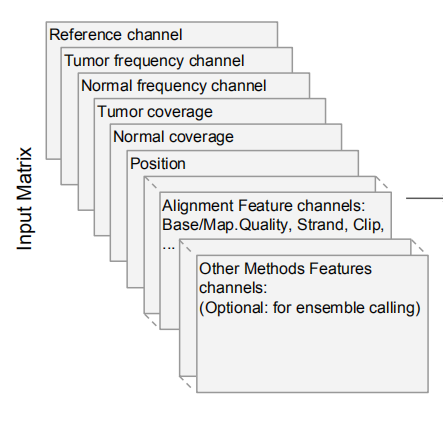 Input Matrix
Reference channel
Tumor frequency channel
Normal frequency channel
Tumor coverage
Normal coverage
Position
Alignment Feature channels:
Base/Map.Quality, Strand, Clip,
...
Other Methods Features
channels:
(Optional: for ensemble calling)